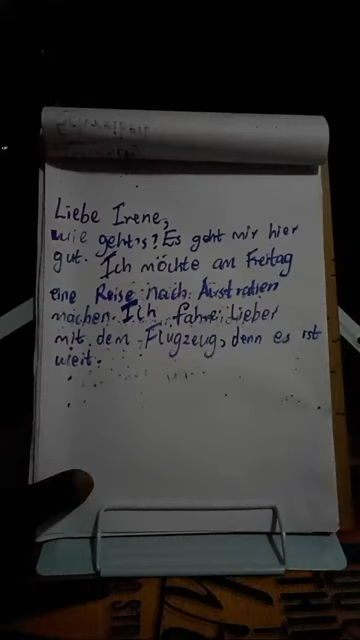 Liebe Irene,
wie geht's? Es geht mir hier
gut. Ich möchte am Freitag
eine Reise nach Australien
machen. Ich fahre Lieber
mit dem Flugzeug, denn es ist
weit.